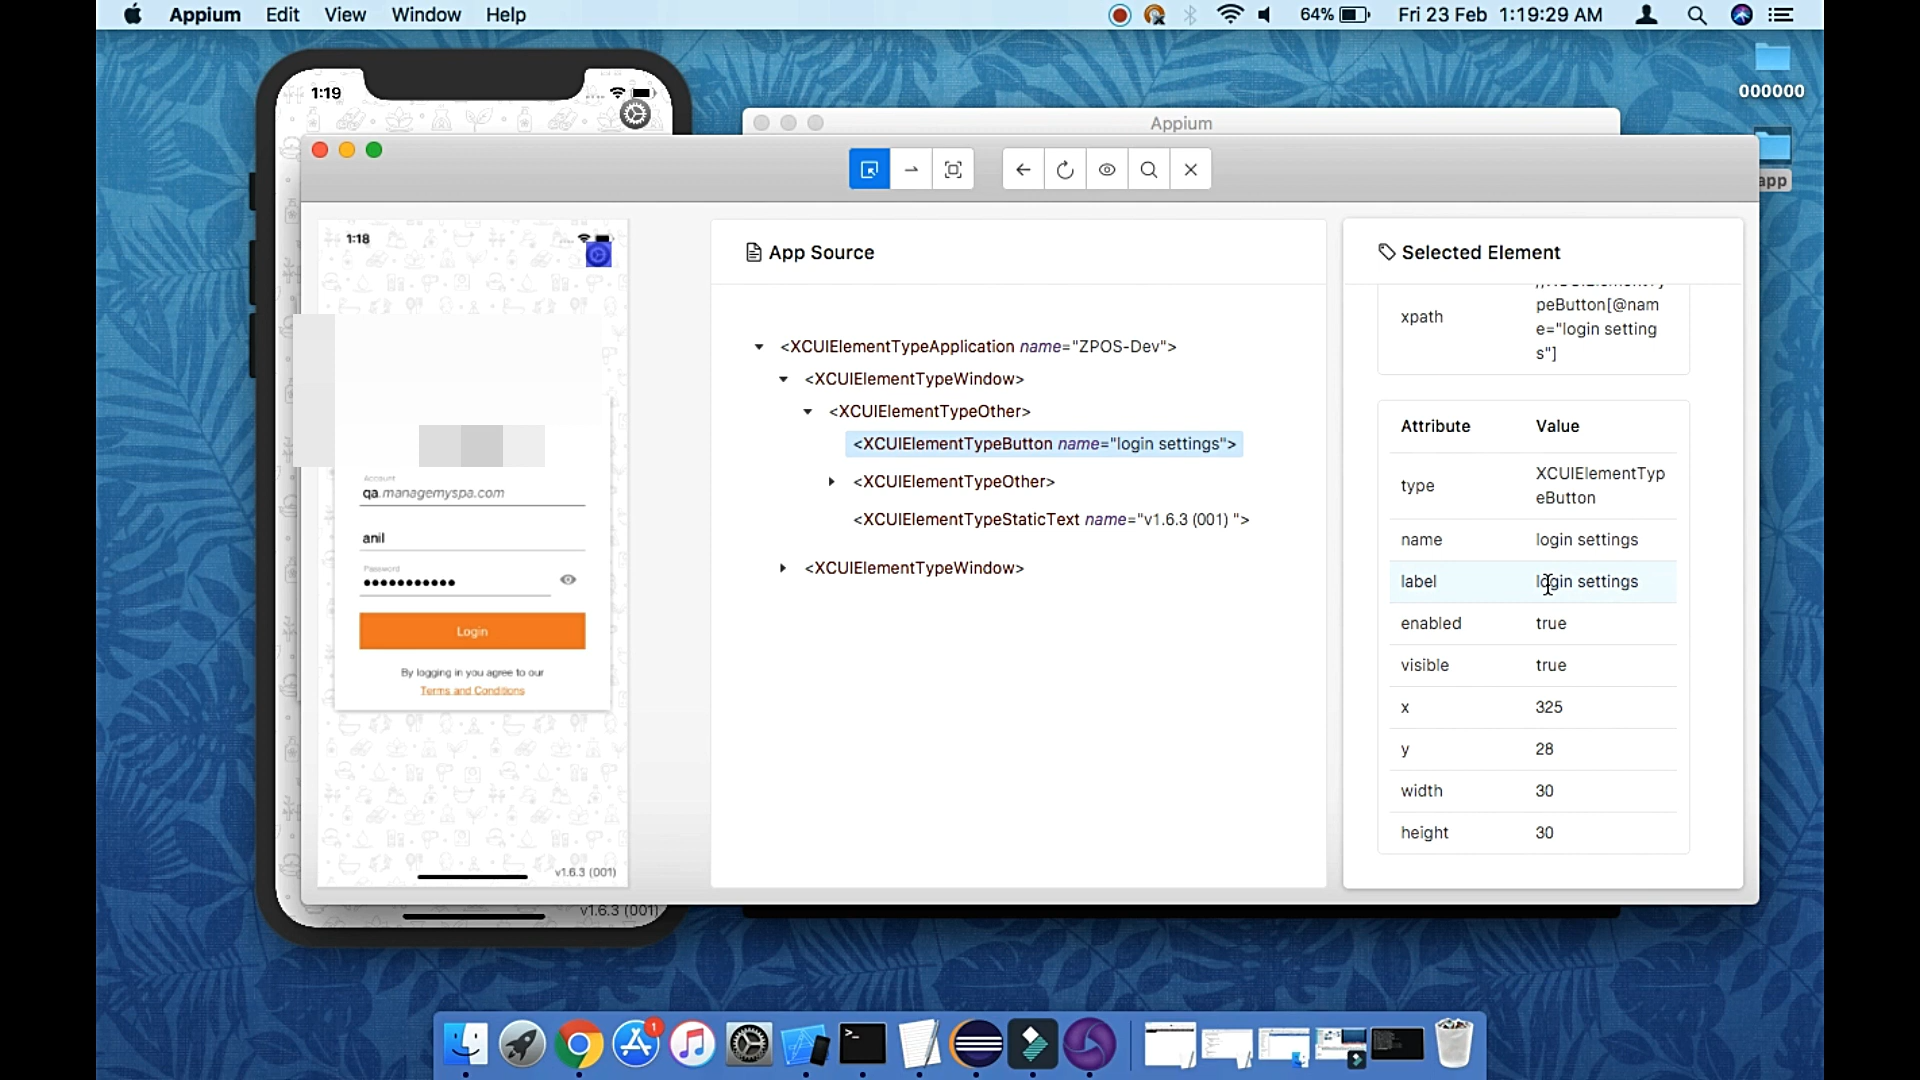 Appium Edit View Window Help
64% Fri 23 Feb 1:19:29 AM
000000
app
1:19
Appium
1:18
App Source
Selected Element
<XCUIElementTypeApplication name="ZPOS-Dev">
<XCUIElementTypeWindow>
<XCUIElementTypeOther>
<XCUIElementTypeButton name="login settings">
<XCUIElementTypeOther>
<XCUIElementTypeStaticText name="v1.6.3 (001) ">
<XCUIElementTypeWindow>
xpath
peButton[@nam
e="login setting
s"]
Attribute Value
type XCUIElementTyp
eButton
name login settings
label login settings
enabled true
visible true
x 325
y 28
width 30
height 30
Account
qa.managemyspa.com
anil
Password
Login
By logging in you agree to our
Terms and Conditions
v1.6.3 (001)
v1.6.3 (001)
1